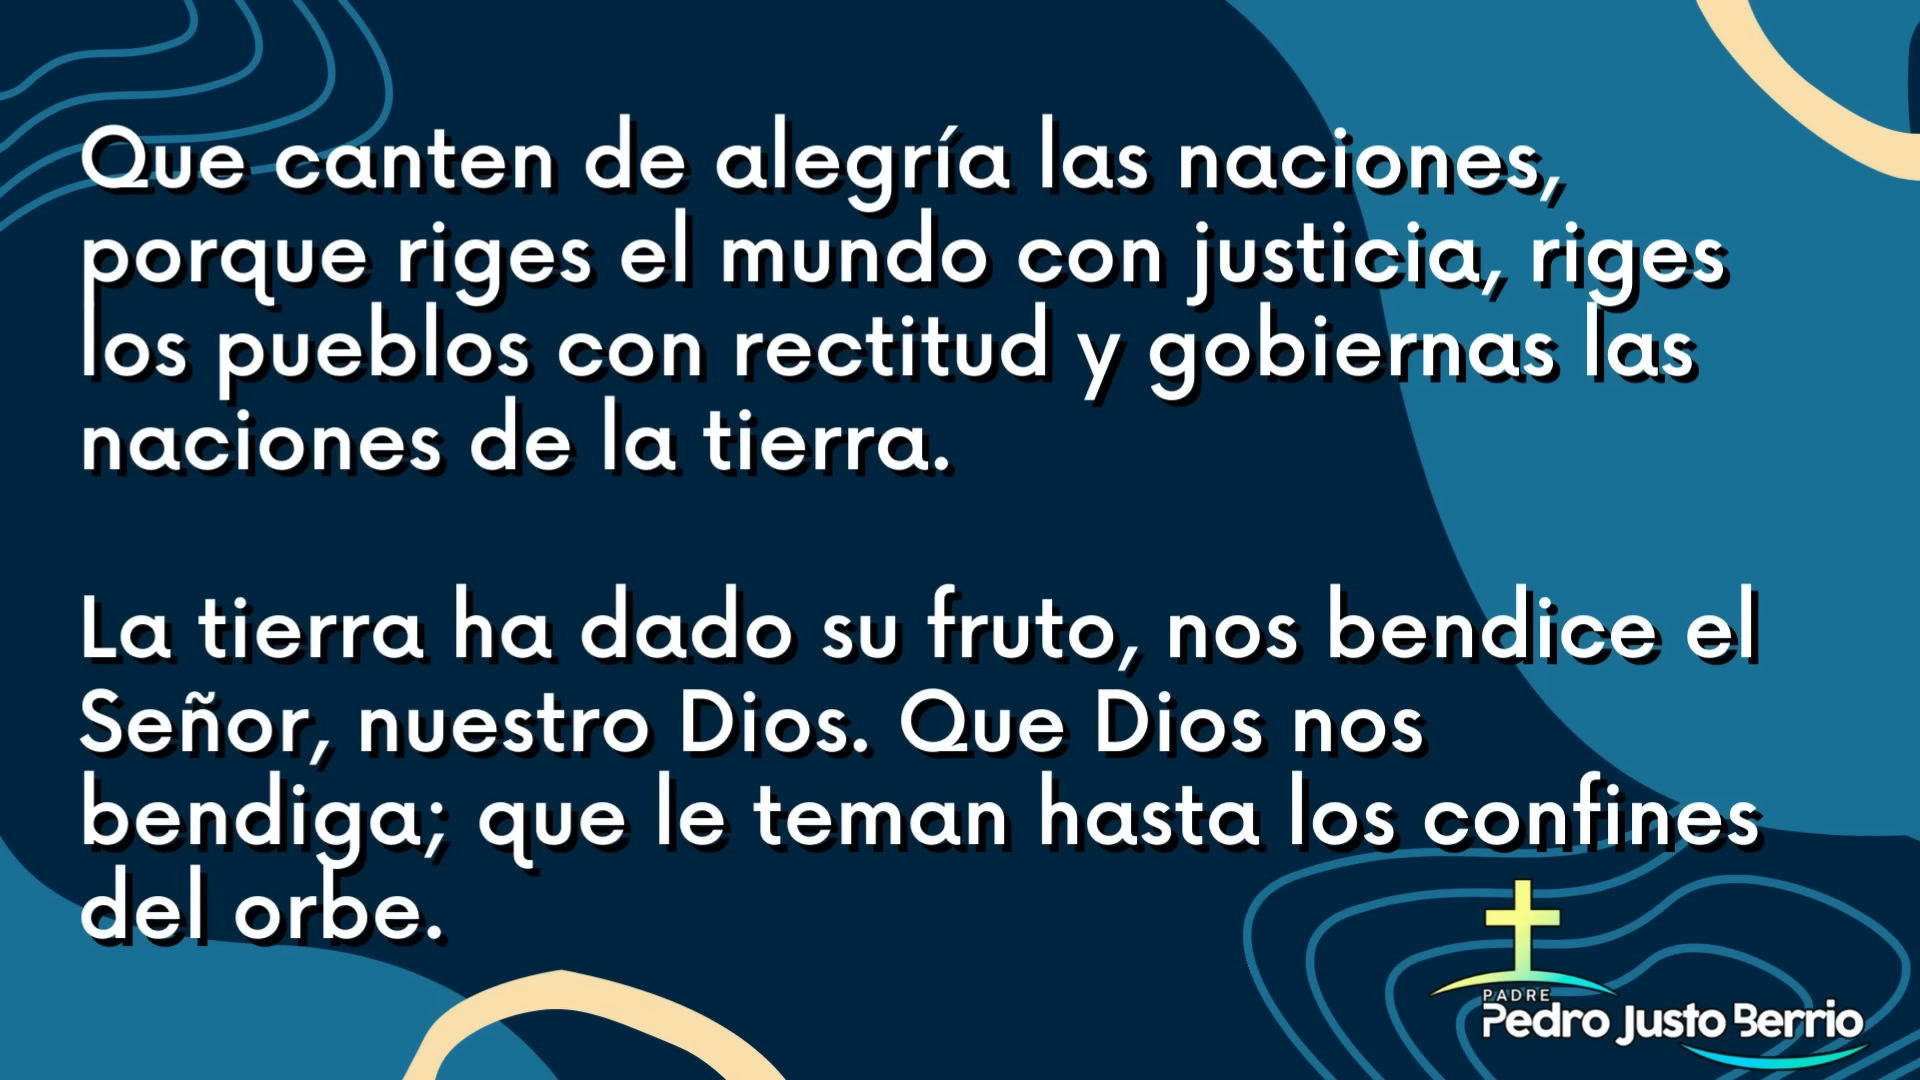 Que canten de alegría las naciones,
porque riges el mundo con justicia, riges
los pueblos con rectitud y gobiernas las
naciones de la tierra.
La tierra ha dado su fruto, nos bendice el
Señor, nuestro Dios. Que Dios nos
bendiga; que le teman hasta los confines
del orbe.
PADRE
Pedro Justo Berrio